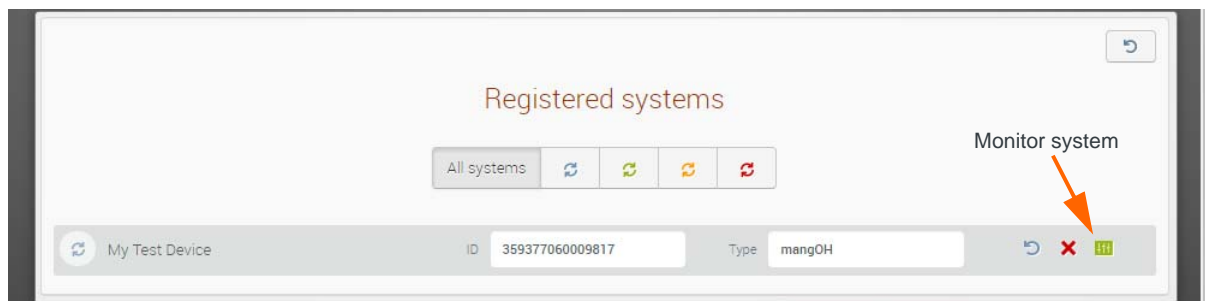 Registered systems
Monitor system
All systems
My Test Device ID 359377060009817 Type mangOH